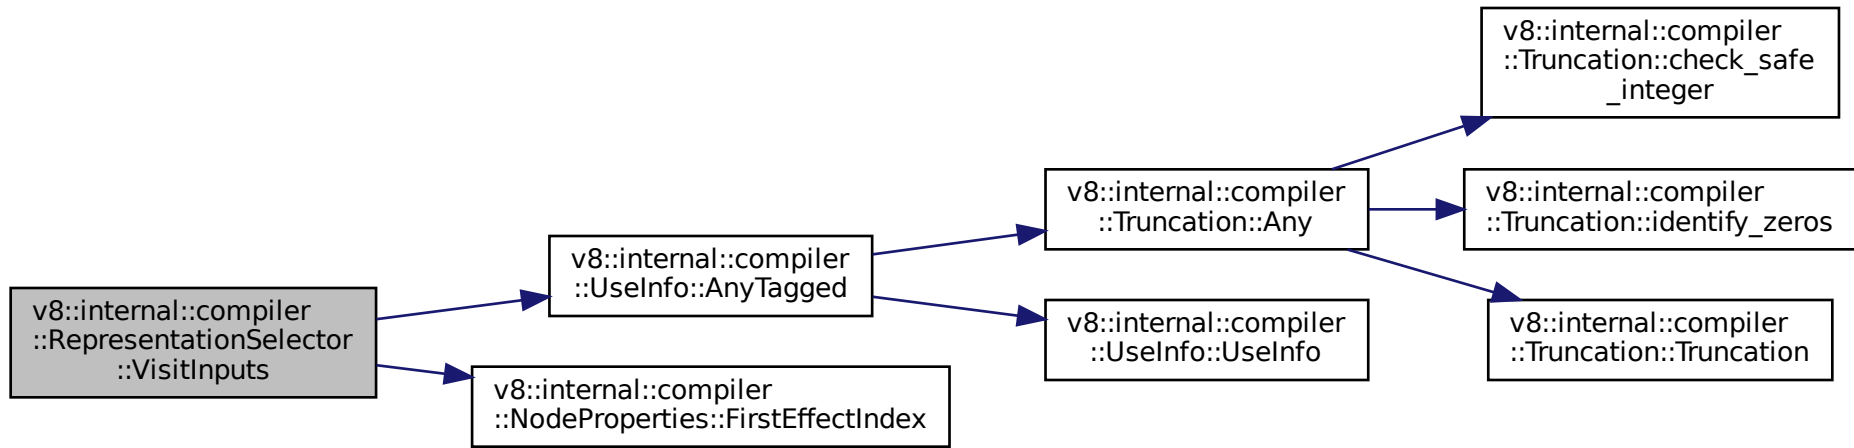 v8::internal::compiler
::RepresentationSelector
::VisitInputs
v8::internal::compiler
::UseInfo::AnyTagged
v8::internal::compiler
::NodeProperties::FirstEffectIndex
v8::internal::compiler
::Truncation::Any
v8::internal::compiler
::UseInfo::UseInfo
v8::internal::compiler
::Truncation::check_safe
_integer
v8::internal::compiler
::Truncation::identify_zeros
v8::internal::compiler
::Truncation::Truncation